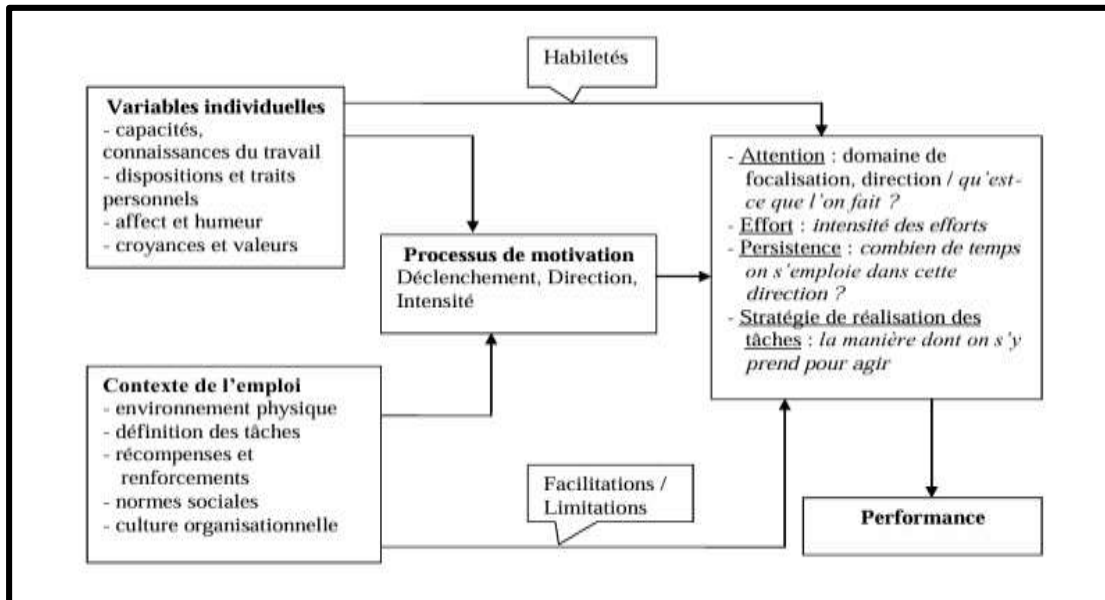 Habiletés
Variables individuelles
- capacités,
connaissances du travail
- dispositions et traits
personnels
- affect et humeur
- croyances et valeurs
Processus de motivation
Déclenchement, Direction,
Intensité
- Attention : domaine de
focalisation, direction / qu'est-
ce que l'on fait ?
- Effort : intensité des efforts
- Persistence : combien de temps
on s'emploie dans cette
direction ?
- Stratégie de réalisation des
tâches : la manière dont on s'y
prend pour agir
Contexte de l'emploi
- environnement physique
- définition des tâches
- récompenses et
renforcements
- normes sociales
- culture organisationnelle
Facilitations /
Limitations
Performance